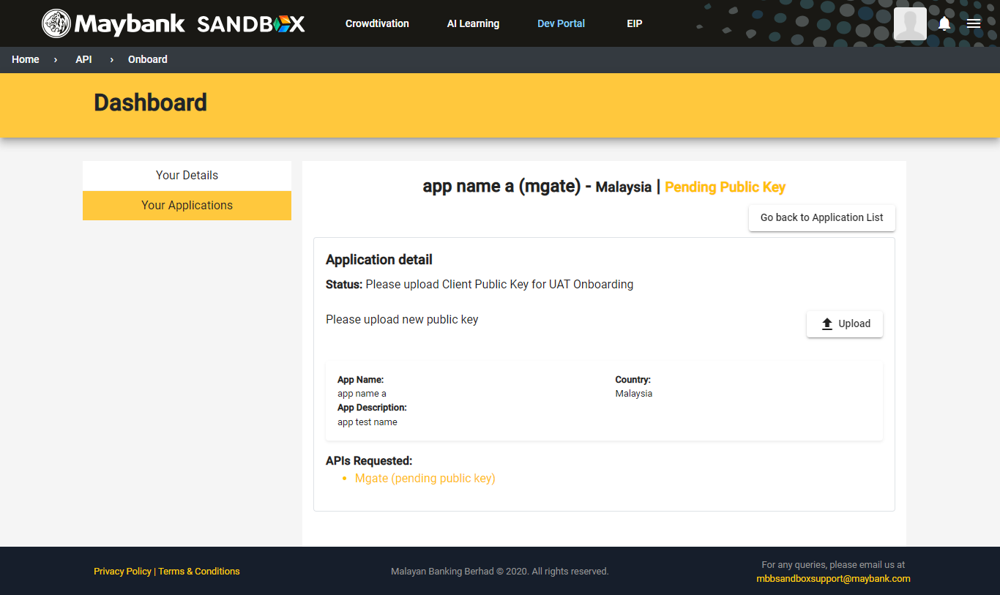 Maybank SANDBOX Crowdtivation AI Learning Dev Portal EIP
Home › API › Onboard
Dashboard
Your Details
Your Applications
app name a (mgate) - Malaysia | Pending Public Key
Go back to Application List
Application detail
Status: Please upload Client Public Key for UAT Onboarding
Please upload new public key
Upload
App Name:
app name a
App Description:
app test name
Country:
Malaysia
APIs Requested:
• Mgate (pending public key)
Privacy Policy | Terms & Conditions
Malayan Banking Berhad © 2020. All rights reserved.
For any queries, please email us at
mbbsandboxsupport@maybank.com